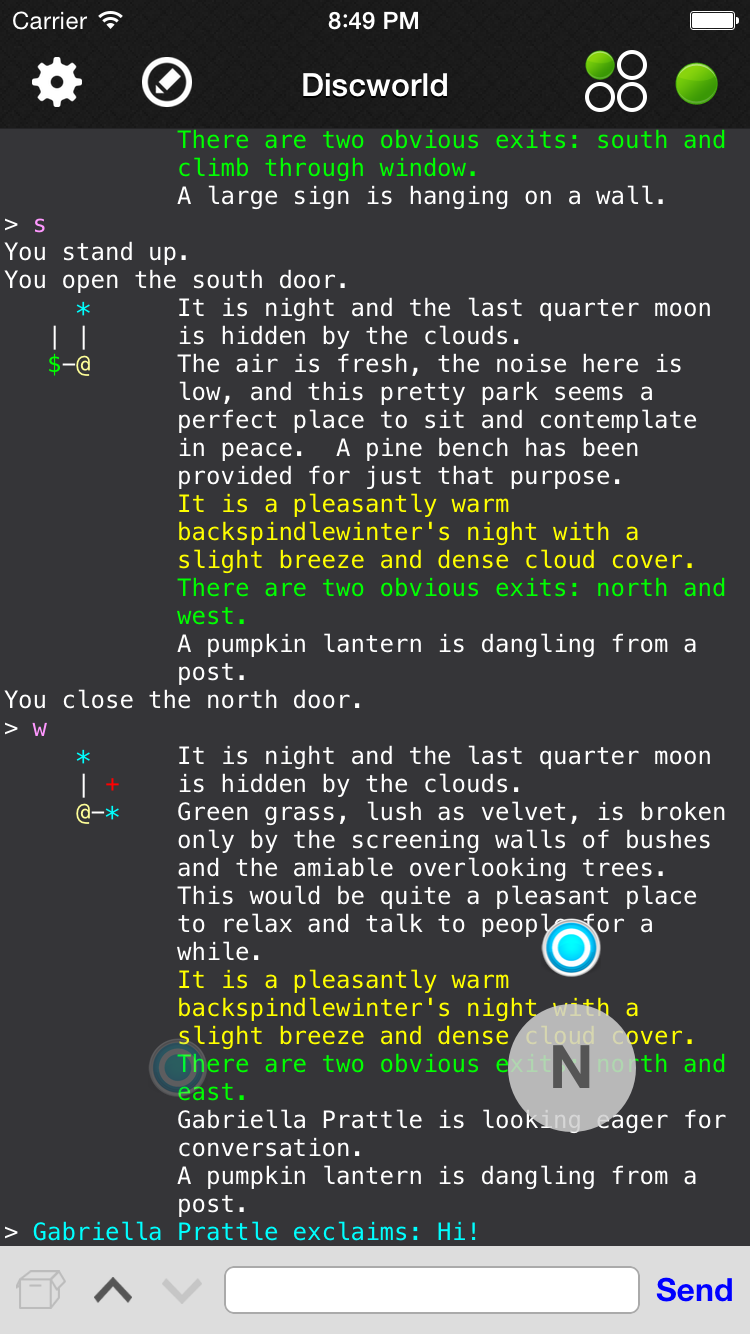 Carrier 8:49 PM
Discworld
There are two obvious exits: south and
climb through window.
A large sign is hanging on a wall.
> s
You stand up.
You open the south door.
* It is night and the last quarter moon
| | is hidden by the clouds.
$-@ The air is fresh, the noise here is
low, and this pretty park seems a
perfect place to sit and contemplate
in peace.  A pine bench has been
provided for just that purpose.
It is a pleasantly warm
backspindlewinter's night with a
slight breeze and dense cloud cover.
There are two obvious exits: north and
west.
A pumpkin lantern is dangling from a
post.
You close the north door.
> w
* It is night and the last quarter moon
| + is hidden by the clouds.
@-* Green grass, lush as velvet, is broken
only by the screening walls of bushes
and the amiable overlooking trees.
This would be quite a pleasant place
to relax and talk to people for a
while.
It is a pleasantly warm
backspindlewinter's night with a
slight breeze and dense cloud cover.
There are two obvious exits: north and
N
east.
Gabriella Prattle is looking eager for
conversation.
A pumpkin lantern is dangling from a
post.
> Gabriella Prattle exclaims: Hi!
Send